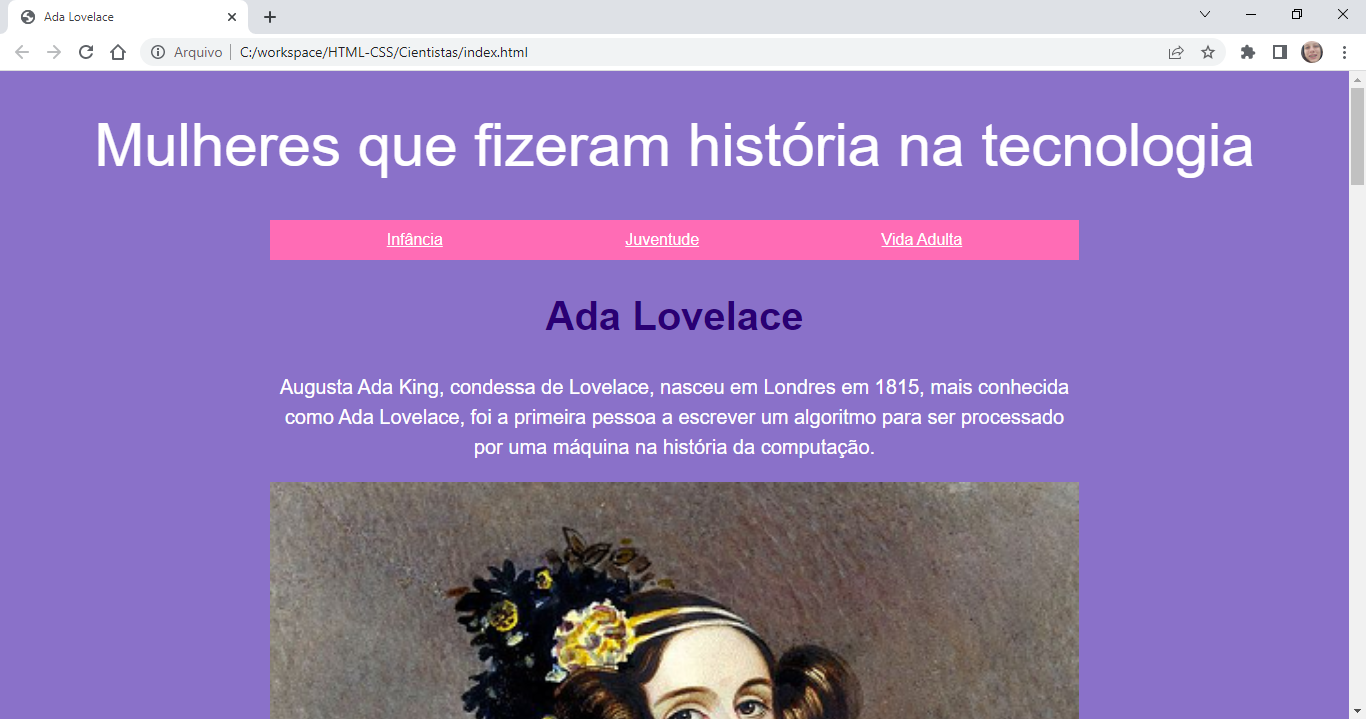 Ada Lovelace
Arquivo | C:/workspace/HTML-CSS/Cientistas/index.html
Mulheres que fizeram história na tecnologia
Infância Juventude Vida Adulta
Ada Lovelace
Augusta Ada King, condessa de Lovelace, nasceu em Londres em 1815, mais conhecida
como Ada Lovelace, foi a primeira pessoa a escrever um algoritmo para ser processado
por uma máquina na história da computação.